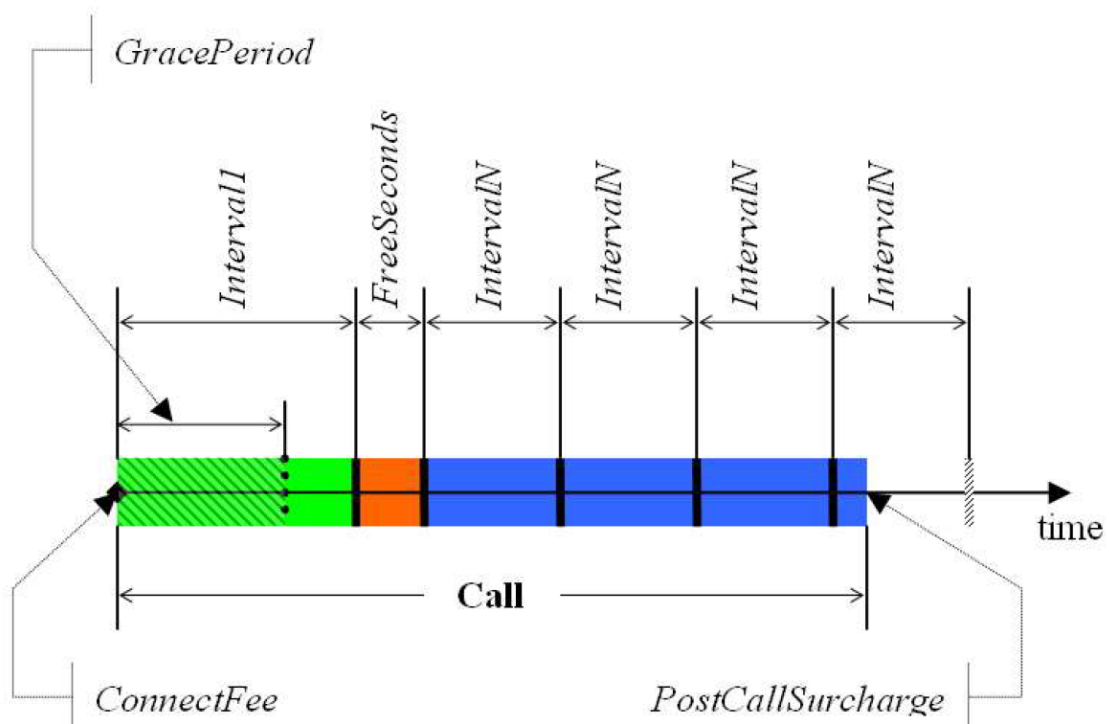 GracePeriod
Interval1
FreeSeconds
IntervalN
IntervalN
IntervalN
IntervalN
time
Call
ConnectFee
PostCallSurcharge